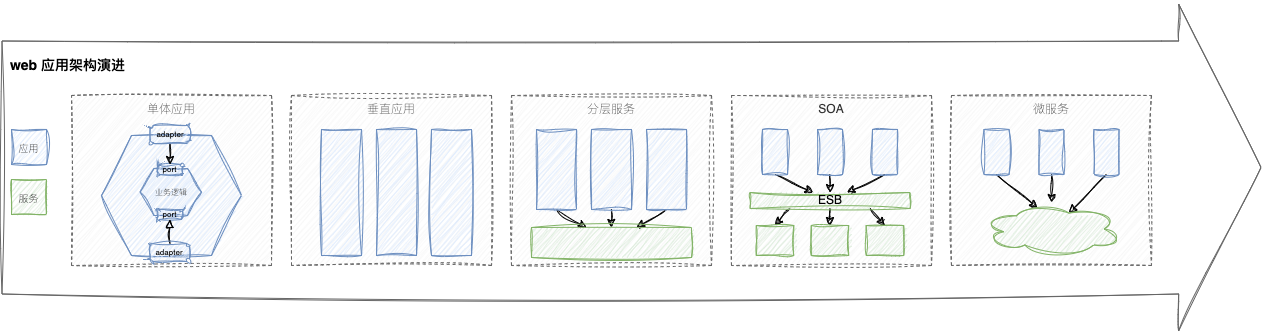 web 应用架构演进
应用
服务
单体应用
adapter
port
业务逻辑
port
adapter
垂直应用
分层服务
SOA
ESB
微服务